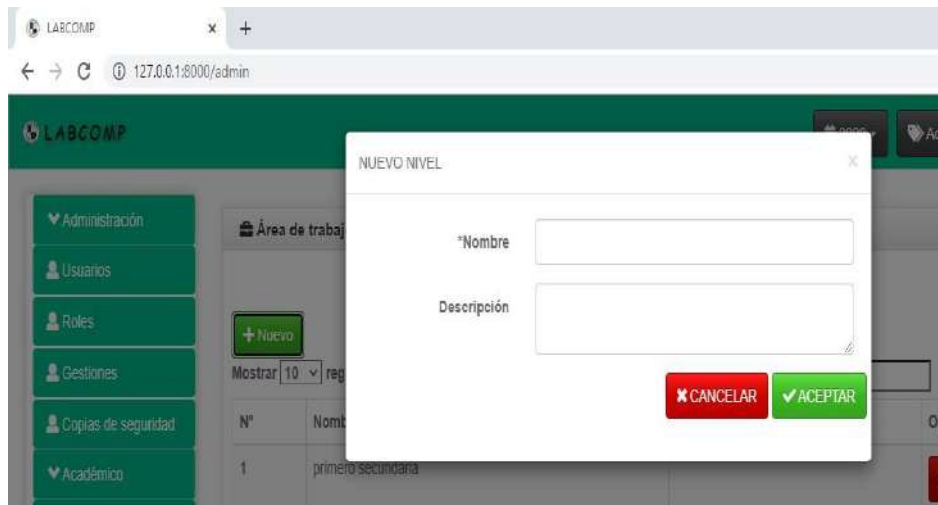 LABCOMP
127.0.0.1:8000/admin
LABCOMP
NUEVO NIVEL
Administración
Usuarios
Roles
Gestiones
Copias de seguridad
Académico
Área de trabaj
*Nombre
Descripción
+ Nuevo
Mostrar 10 reg
CANCELAR ACEPTAR
N° Nomb
1 primero secundaria